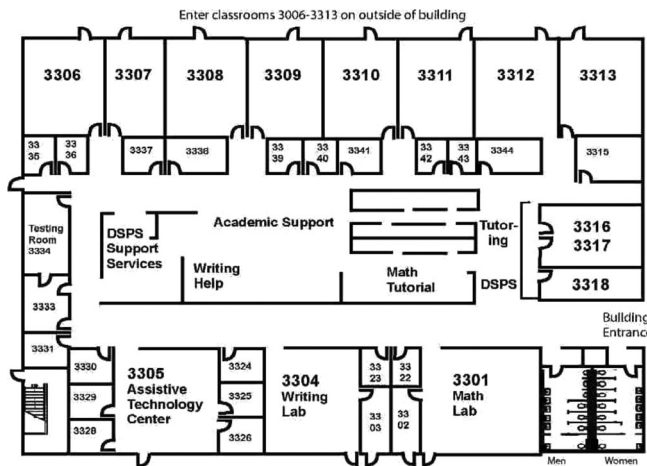 Enter classrooms 3006-3313 on outside of building
3306
3307
3308
3309
3310
3311
3312
3313
33
35
33
36
3337
3338
33
39
33
40
3341
33
42
33
43
3344
3315
Testing
Room
3334
DSPS
Support
Services
Academic Support
Writing
Help
Math
Tutorial
Tutor-
ing
DSPS
3316
3317
3318
3333
3331
Building
Entrance
3330
3329
3328
3305
Assistive
Technology
Center
3324
3325
3326
3304
Writing
Lab
33
23
33
22
33
03
33
02
3301
Math
Lab
Men
Women